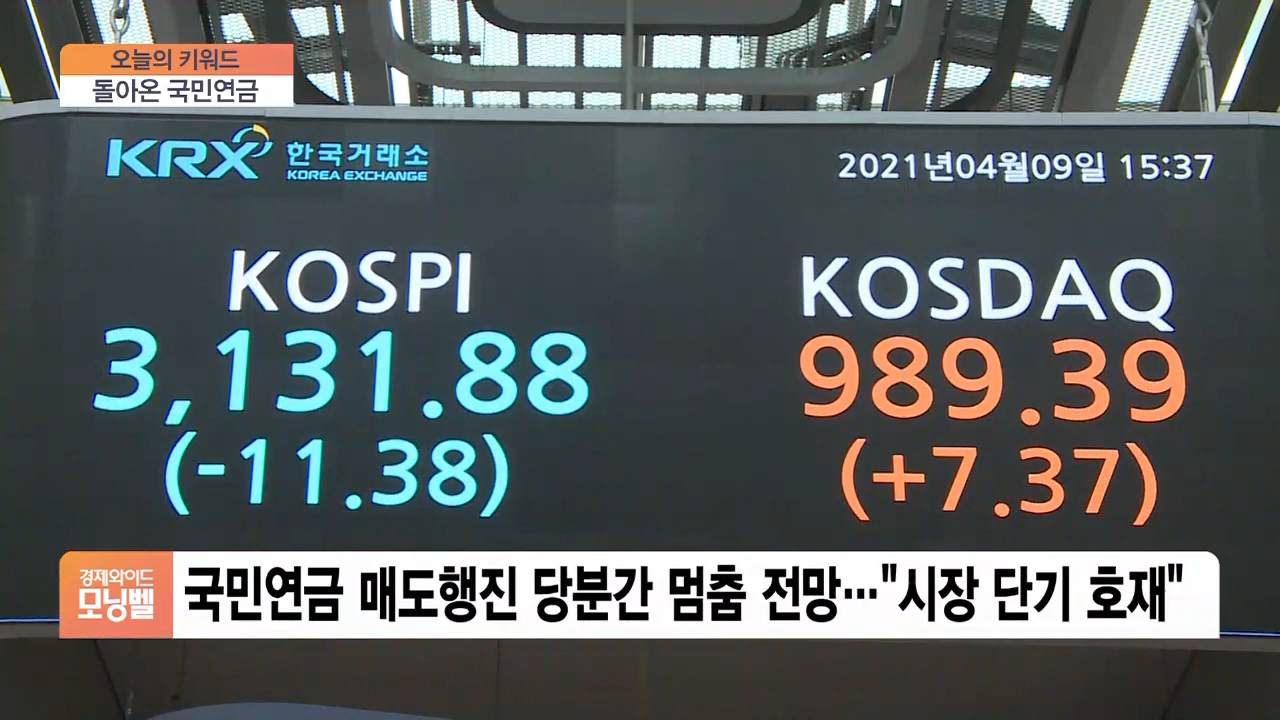 오늘의 키워드
돌아온 국민연금
KRX 한국거래소
KOREA EXCHANGE
2021년04월09일 15:37
KOSPI
3,131.88
(-11.38)
KOSDAQ
989.39
(+7.37)
경제와이드
모닝벨
국민연금 매도행진 당분간 멈춤 전망…"시장 단기 호재"